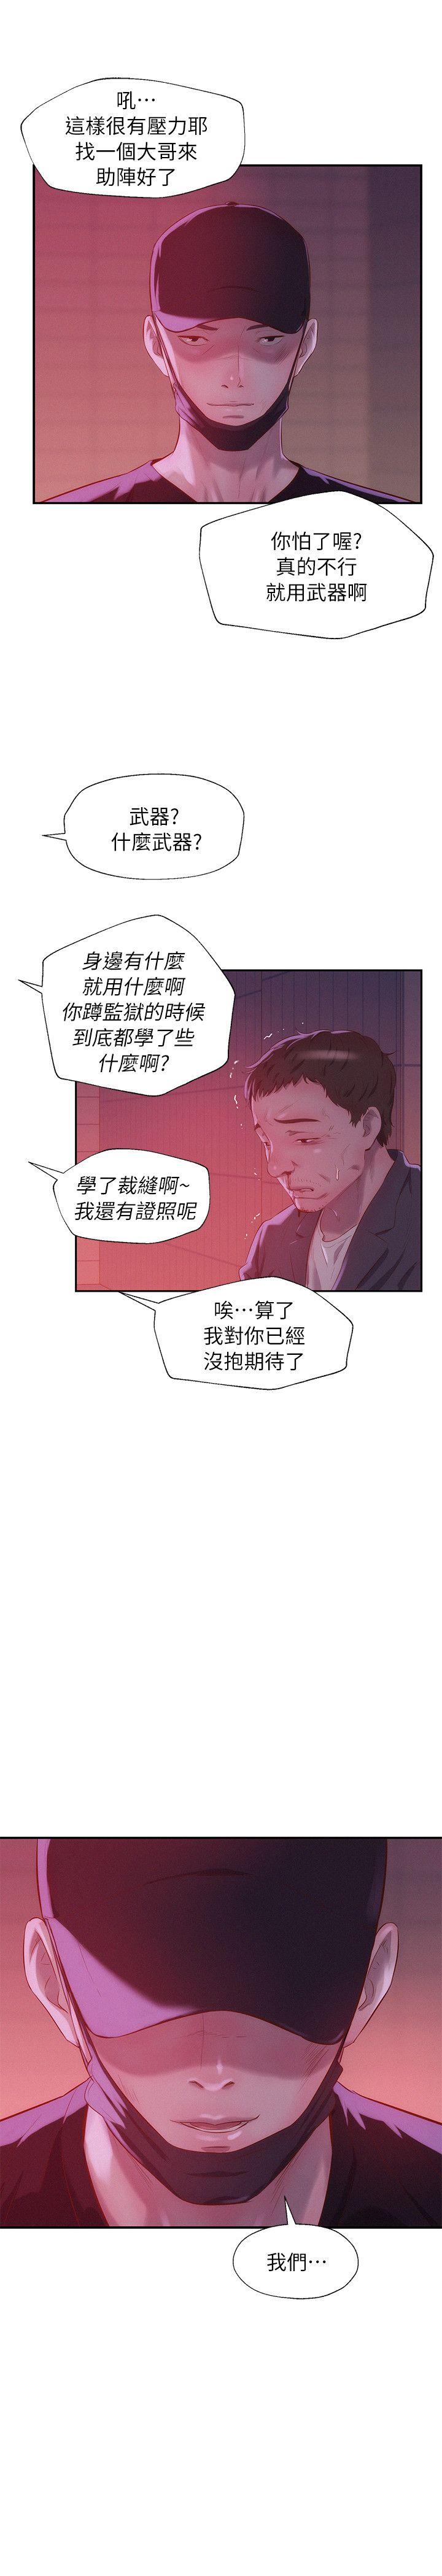 吼…
這樣很有壓力耶
找一個大哥來
助陣好了
你怕了喔?
真的不行
就用武器啊
武器?
什麼武器?
身邊有什麼
就用什麼啊
你蹲監獄的時候
到底都學了些
什麼啊?
學了裁縫啊~
我還有證照呢
唉…算了
我對你已經
沒抱期待了
我們…